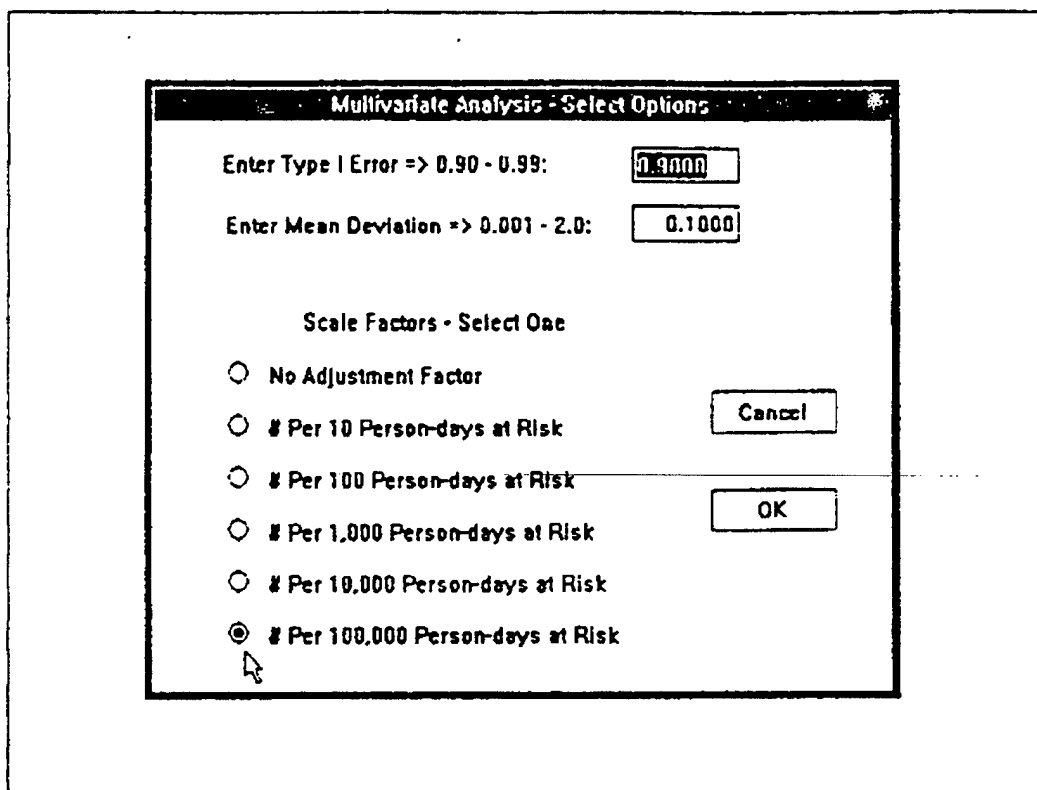 Multivariate Analysis - Select Options
Enter Type I Error => 0.90 - 0.99: 0.9000
Enter Mean Deviation => 0.001 - 2.0: 0.1000
Scale Factors - Select One
No Adjustment Factor
# Per 10 Person-days at Risk
Cancel
# Per 100 Person-days at Risk
OK
# Per 1,000 Person-days at Risk
# Per 10,000 Person-days at Risk
# Per 100,000 Person-days at Risk